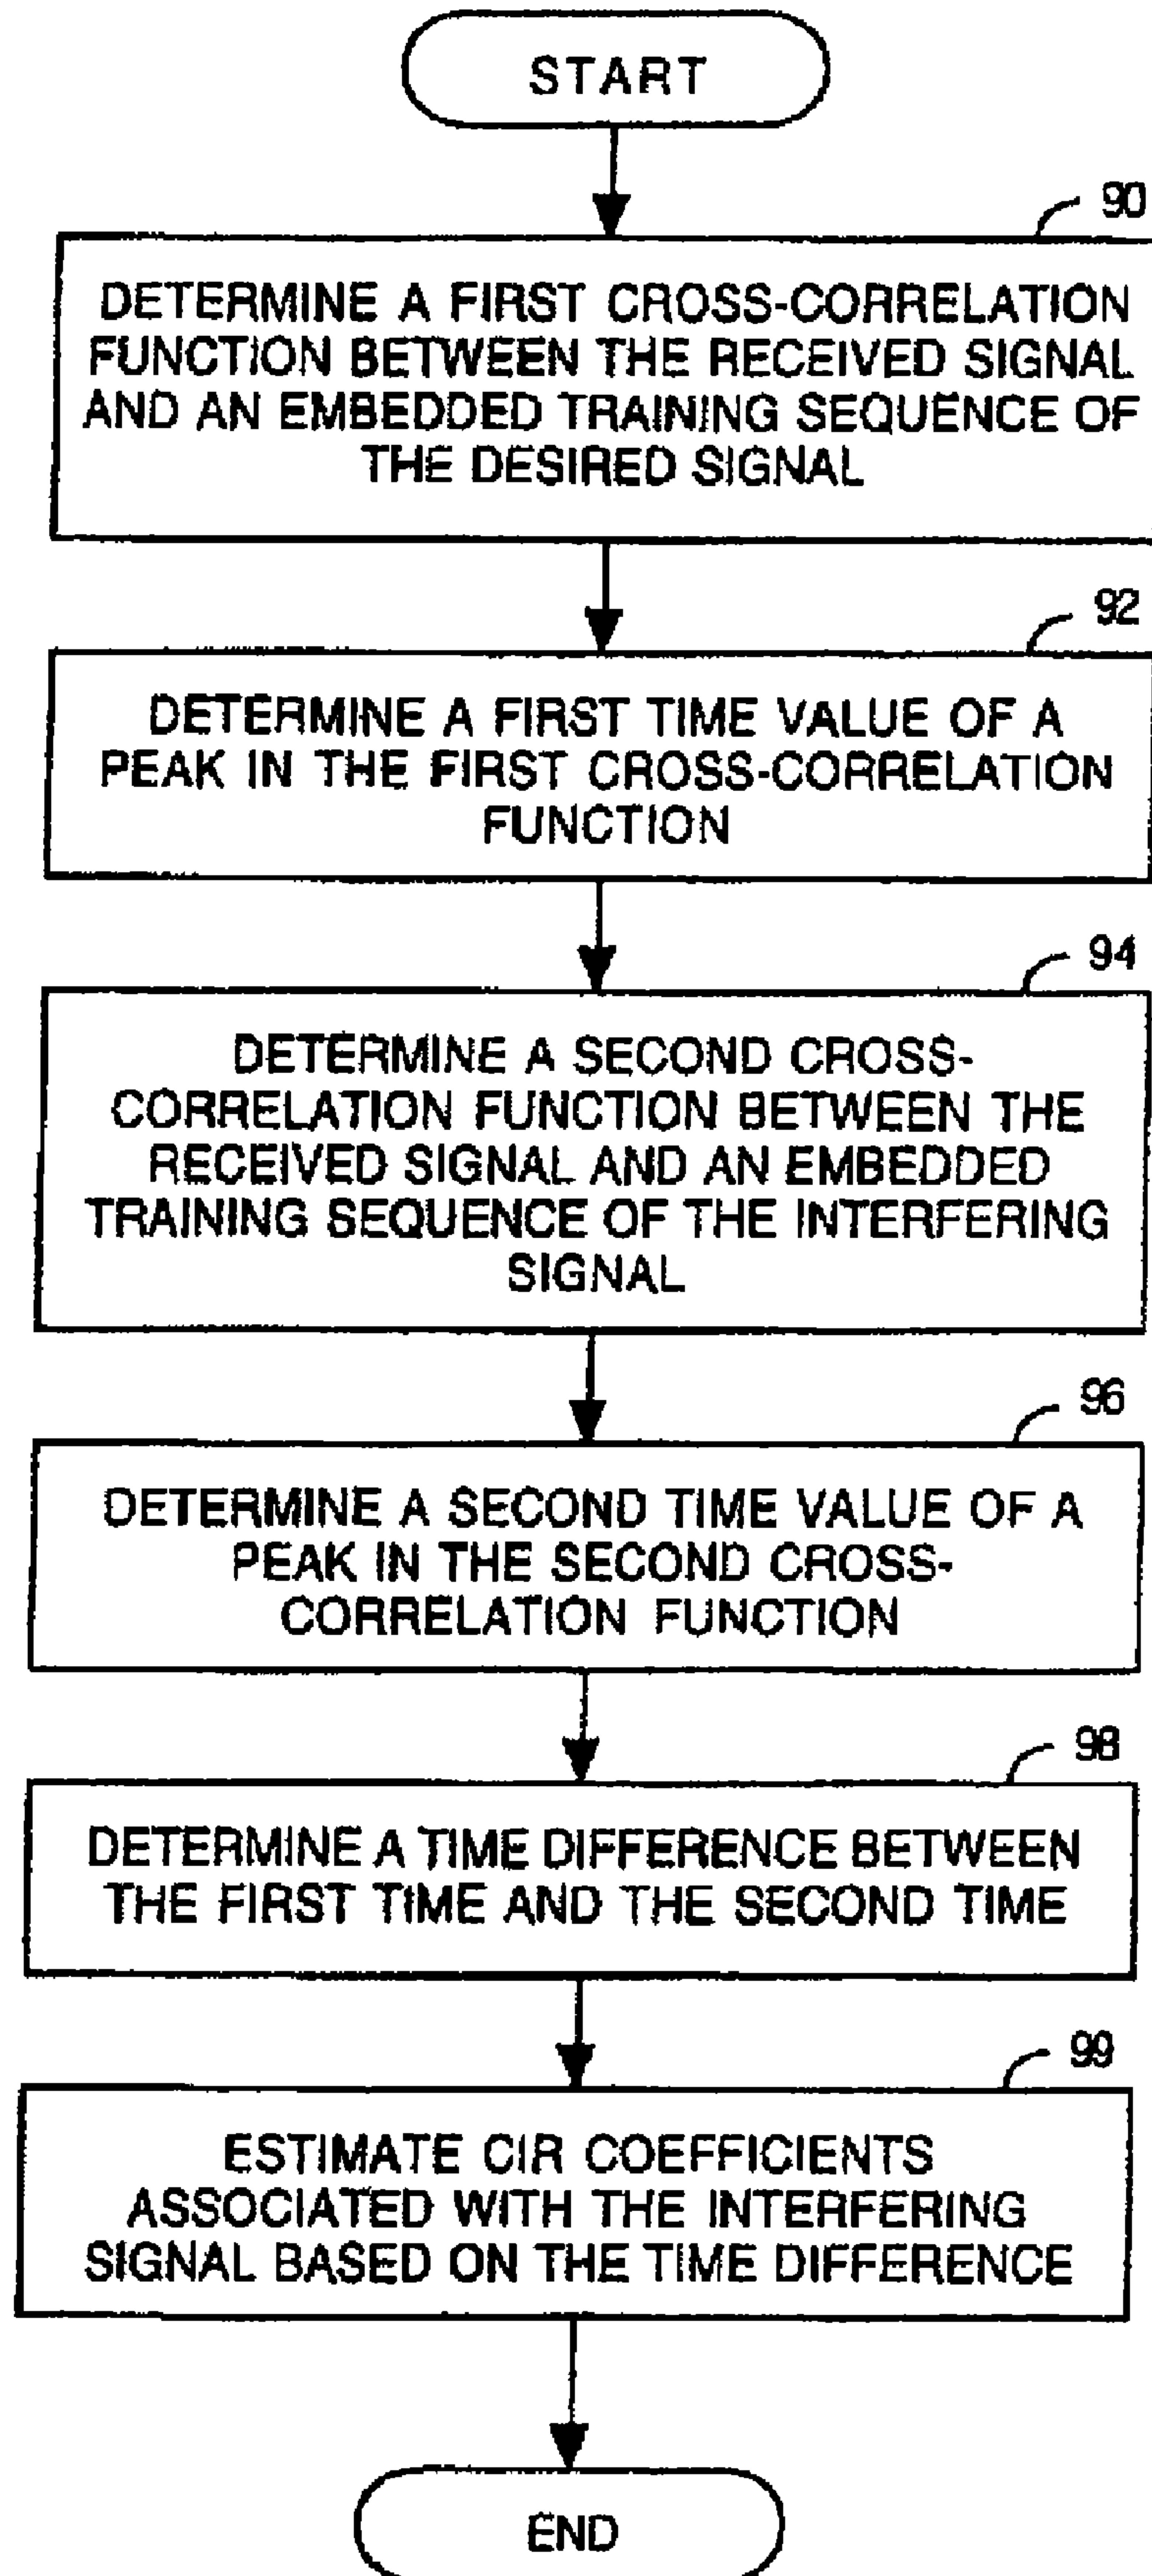 START
90
DETERMINE A FIRST CROSS-CORRELATION
FUNCTION BETWEEN THE RECEIVED SIGNAL
AND AN EMBEDDED TRAINING SEQUENCE OF
THE DESIRED SIGNAL
92
DETERMINE A FIRST TIME VALUE OF A
PEAK IN THE FIRST CROSS-CORRELATION
FUNCTION
94
DETERMINE A SECOND CROSS-
CORRELATION FUNCTION BETWEEN THE
RECEIVED SIGNAL AND AN EMBEDDED
TRAINING SEQUENCE OF THE INTERFERING
SIGNAL
96
DETERMINE A SECOND TIME VALUE OF A
PEAK IN THE SECOND CROSS-
CORRELATION FUNCTION
98
DETERMINE A TIME DIFFERENCE BETWEEN
THE FIRST TIME AND THE SECOND TIME
99
ESTIMATE CIR COEFFICIENTS
ASSOCIATED WITH THE INTERFERING
SIGNAL BASED ON THE TIME DIFFERENCE
END